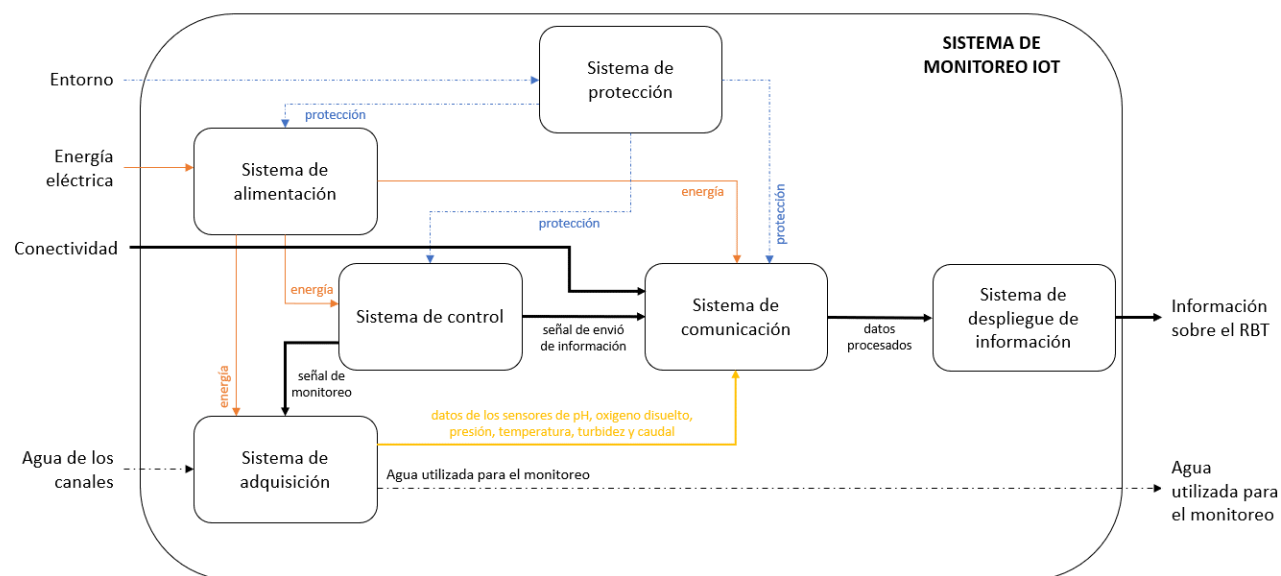 SISTEMA DE
MONITOREO IOT
Entorno
Sistema de
protección
protección
Energía
eléctrica
Sistema de
alimentación
energía
protección
protección
Conectividad
energía
Sistema de control
señal de envió
de información
Sistema de
comunicación
datos
procesados
Sistema de
despliegue de
información
Información
sobre el RBT
energía
señal de
monitoreo
datos de los sensores de pH, oxigeno disuelto,
presión, temperatura, turbidez y caudal
Agua de los
canales
Sistema de
adquisición
Agua utilizada para el monitoreo
Agua
utilizada para
el monitoreo